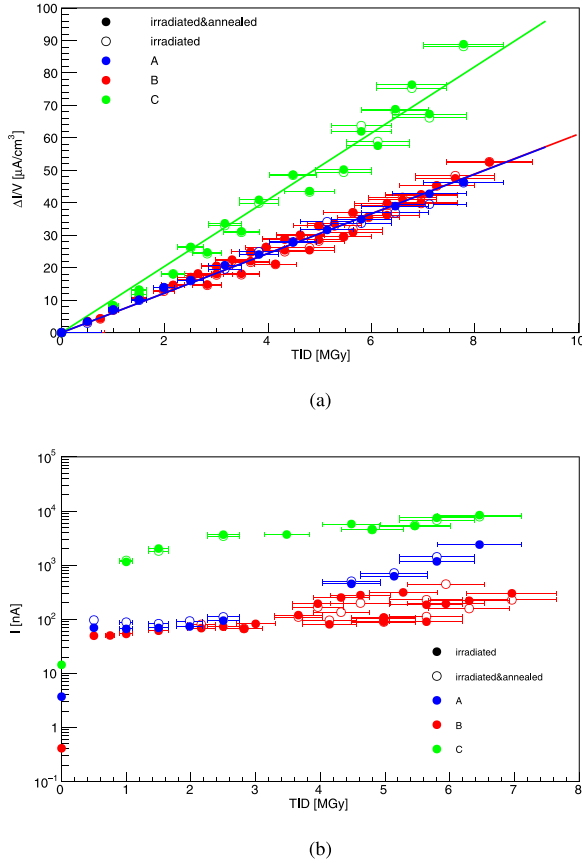 100
90
80
70
60
50
40
30
20
10
0
ΔI/V [μA/cm³]
irradiated&annealed
irradiated
A
B
C
0 2 4 6 8 10
TID [MGy]
(a)
10⁵
10⁴
10³
10²
10
1
10⁻¹
I [nA]
irradiated
irradiated&annealed
A
B
C
0 1 2 3 4 5 6 7 8
TID [MGy]
(b)